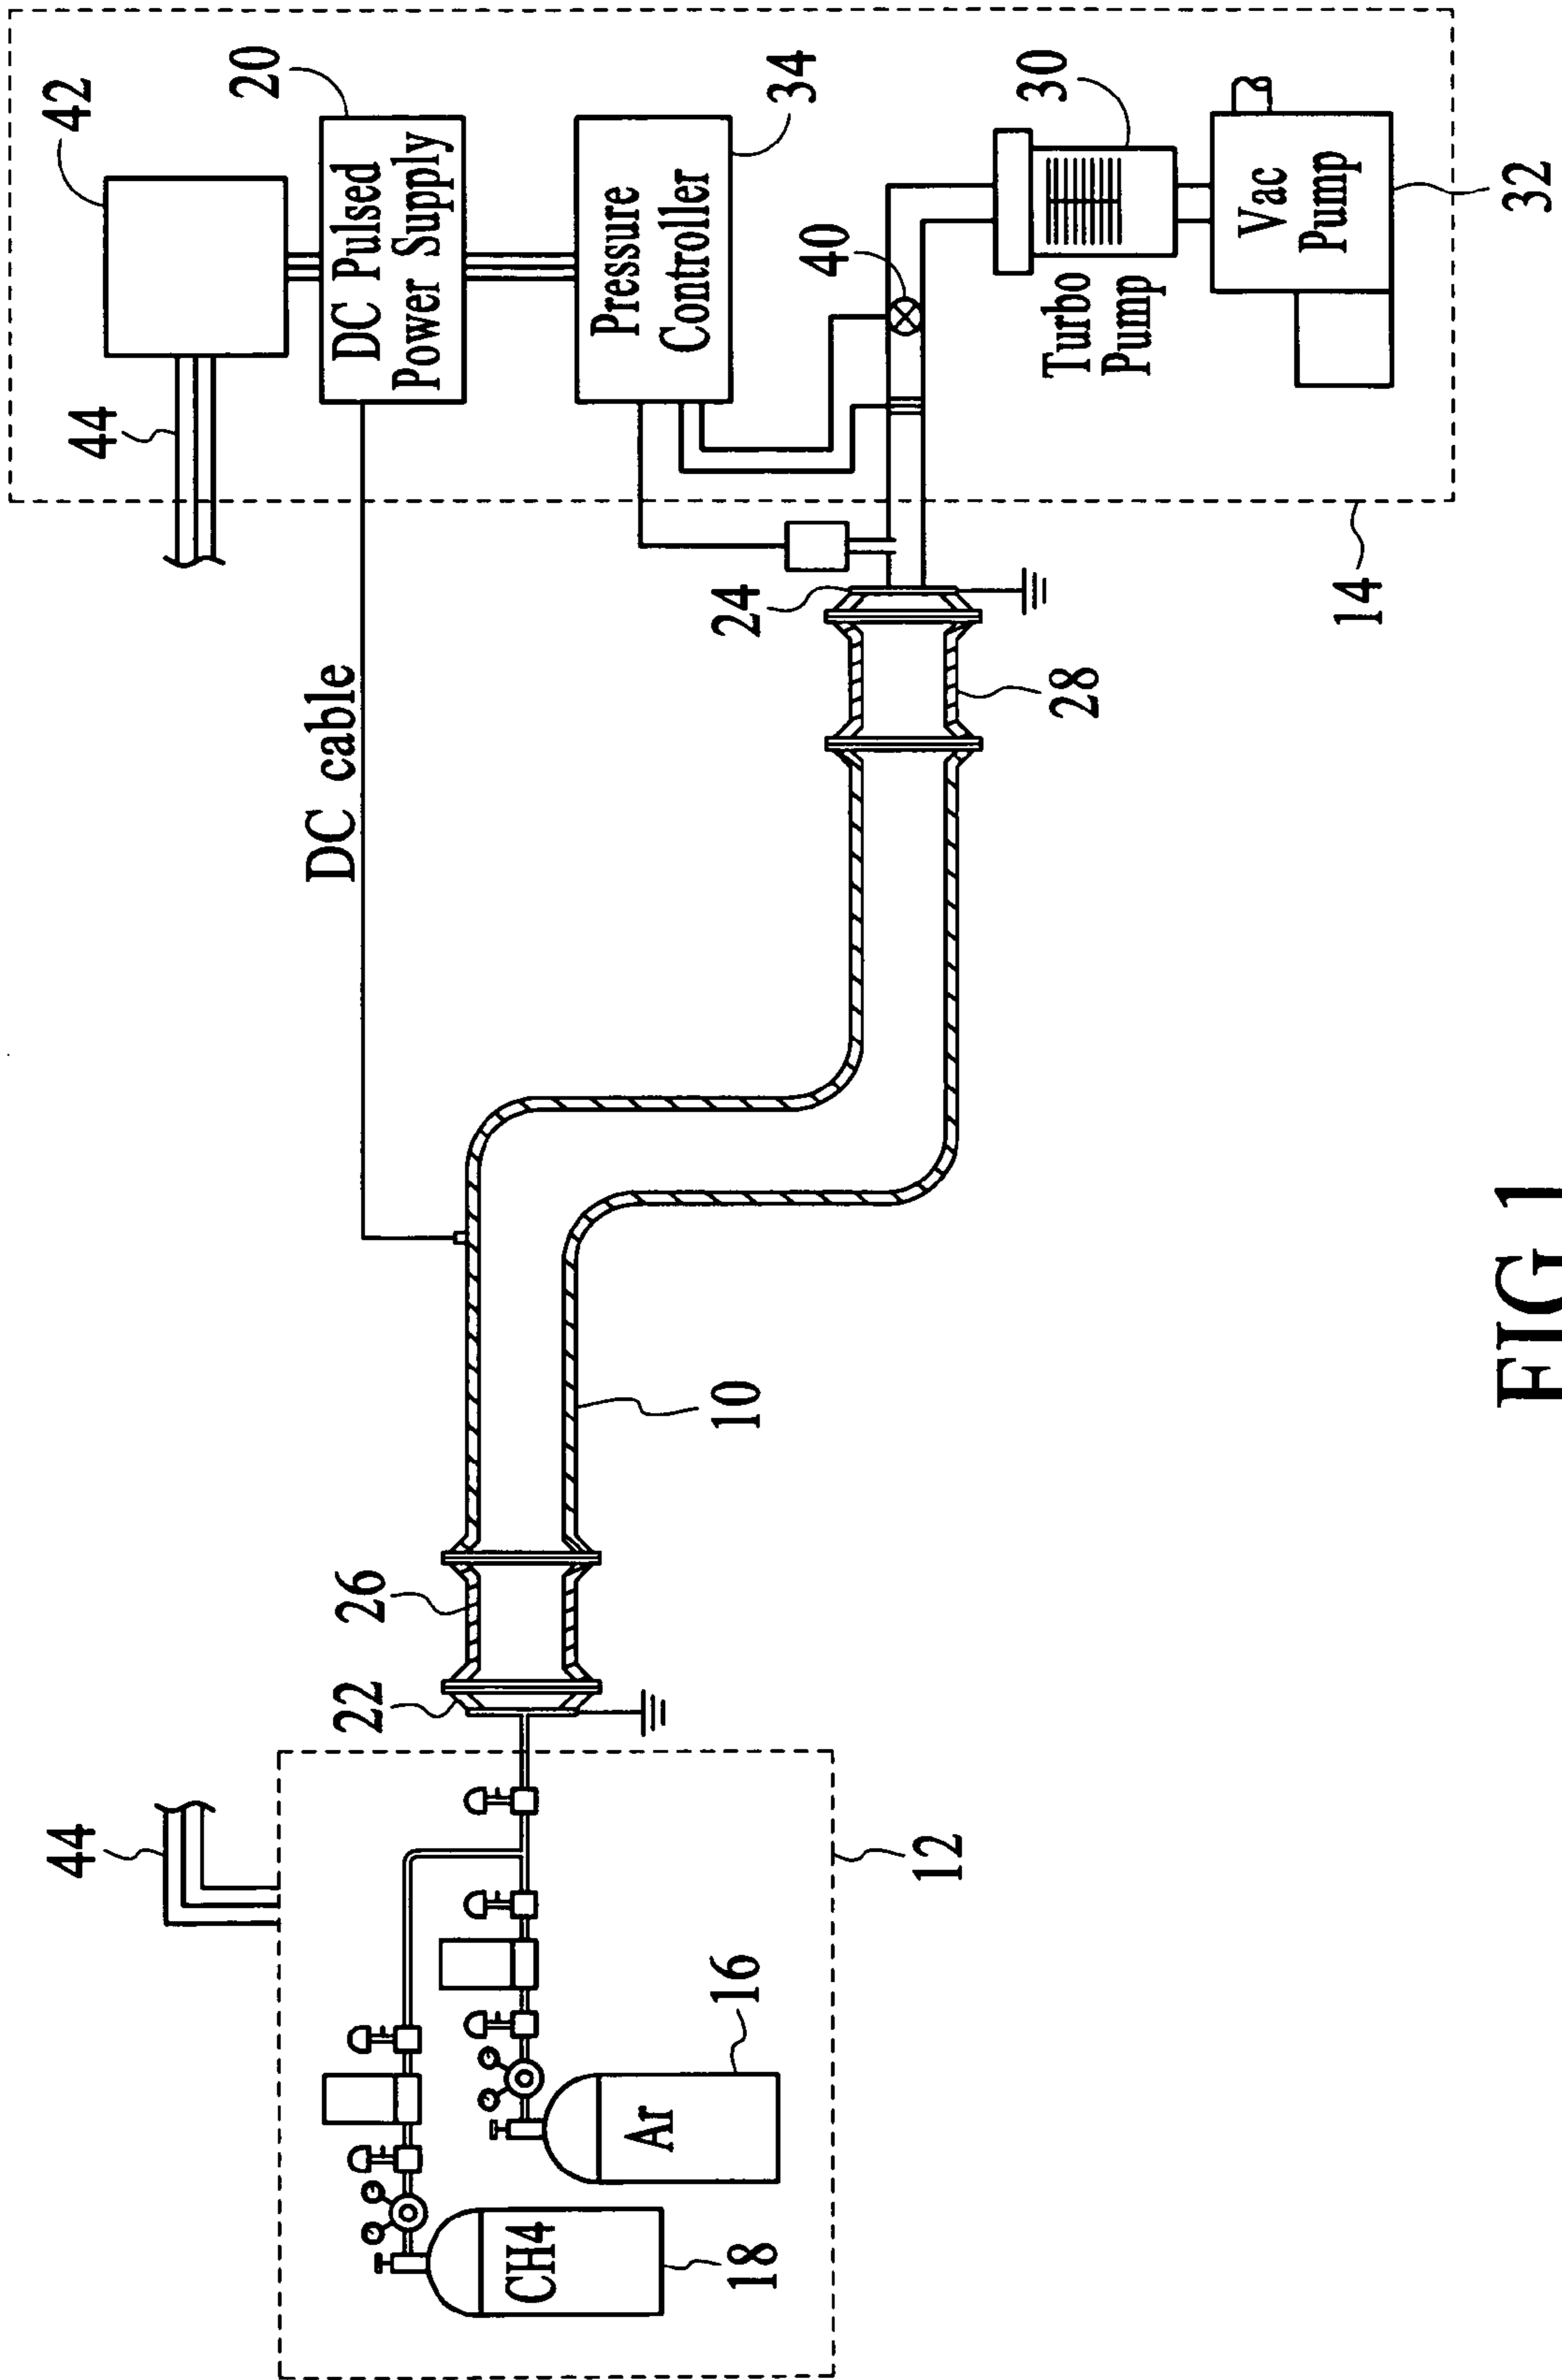 42
20
44
DC Pulsed
Power Supply
DC cable
Pressure
Controller
34
40
30
Turbo
Pump
Vac
Pump
32
14
24
28
10
26
22
44
12
16
Ar
CH4
18
FIG 1